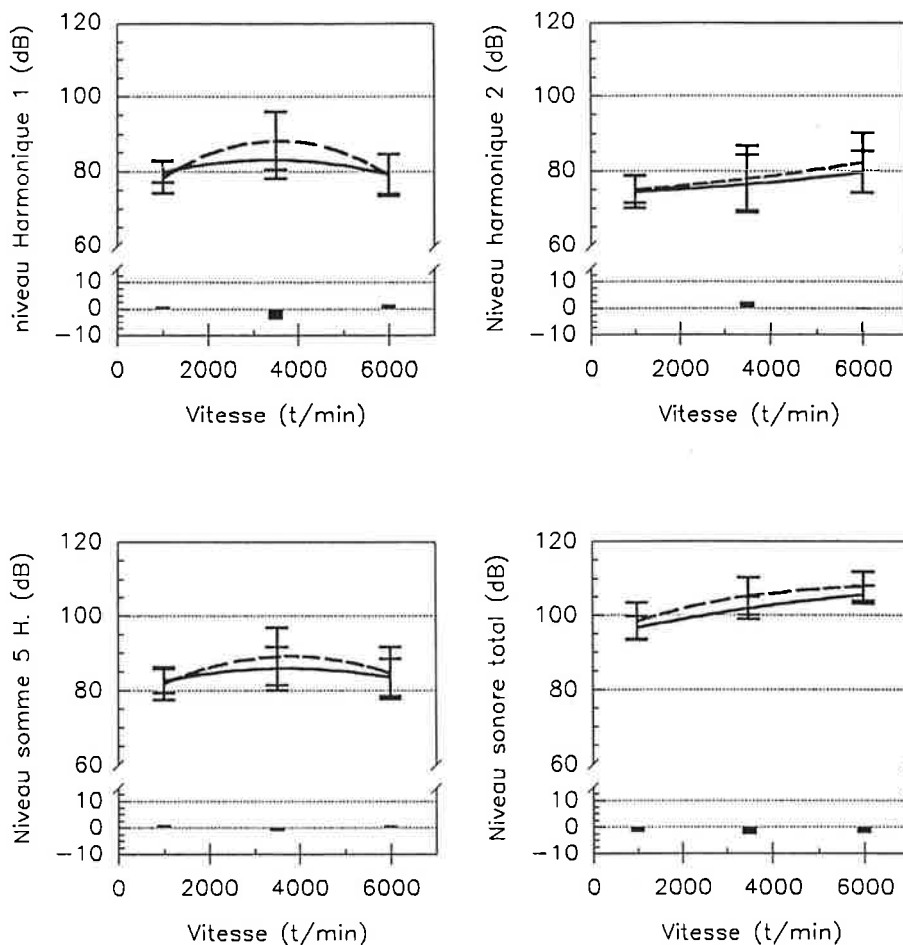 niveau Harmonique 1 (dB)
120
100
80
60
10
0
−10
0 2000 4000 6000
Vitesse (t/min)
Niveau harmonique 2 (dB)
120
100
80
60
10
0
−10
0 2000 4000 6000
Vitesse (t/min)
Niveau somme 5 H. (dB)
120
100
80
60
10
0
−10
0 2000 4000 6000
Vitesse (t/min)
Niveau sonore total (dB)
120
100
80
60
10
0
−10
0 2000 4000 6000
Vitesse (t/min)